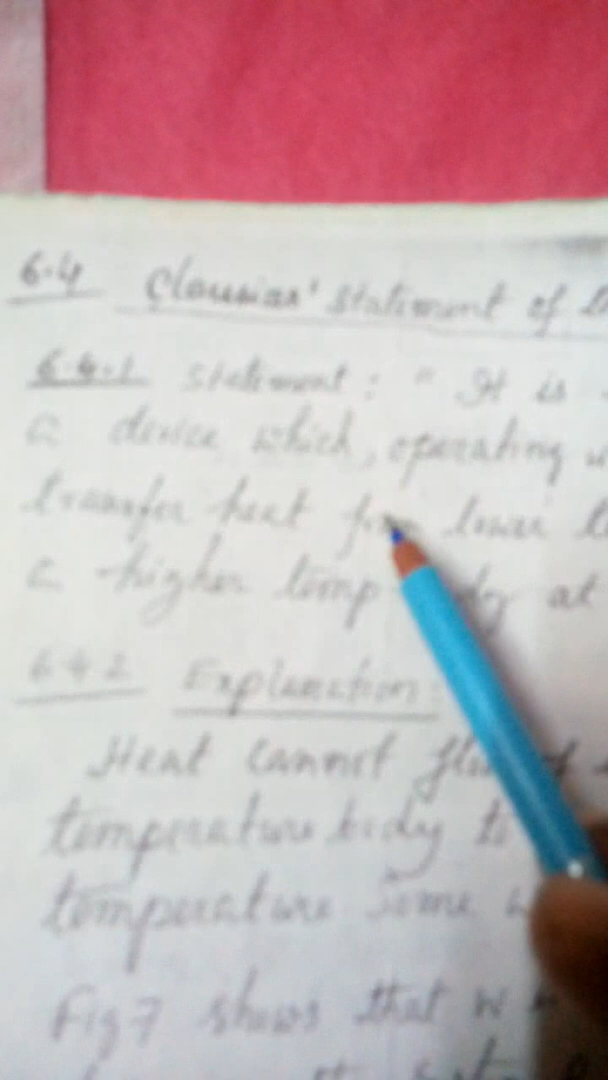 6.4 Clausius' Statement of
6.4.1 Statement: " It is
a device which, operating
transfer heat lower
a higher temp at
6.4.2 Explanation:
Heat cannot
temperature body to
temperature some
Fig 7 shows that w